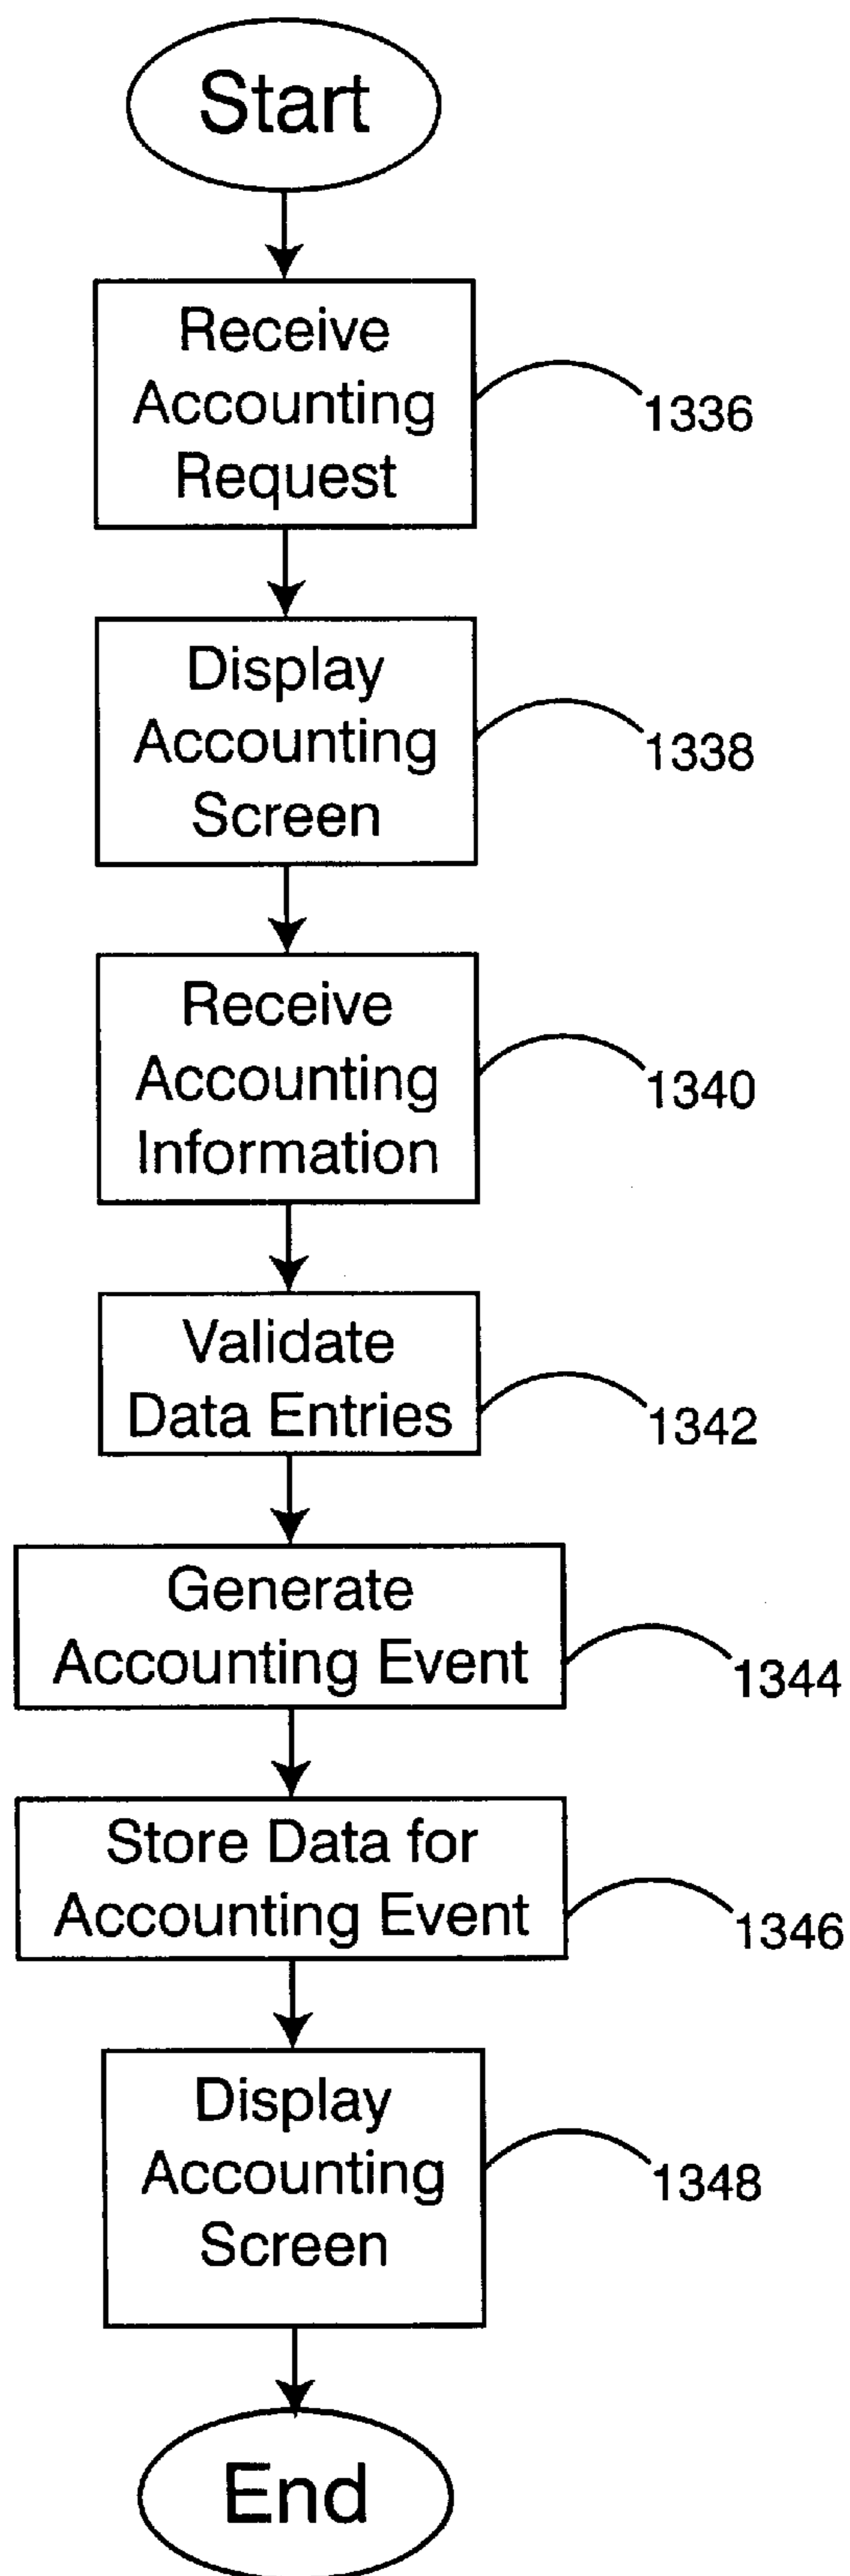 Start
Receive
Accounting
Request
1336
Display
Accounting
Screen
1338
Receive
Accounting
Information
1340
Validate
Data Entries
1342
Generate
Accounting Event
1344
Store Data for
Accounting Event
1346
Display
Accounting
Screen
1348
End